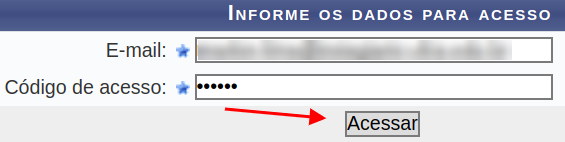 Informe os dados para acesso
E-mail:
Código de acesso: ••••••
Acessar